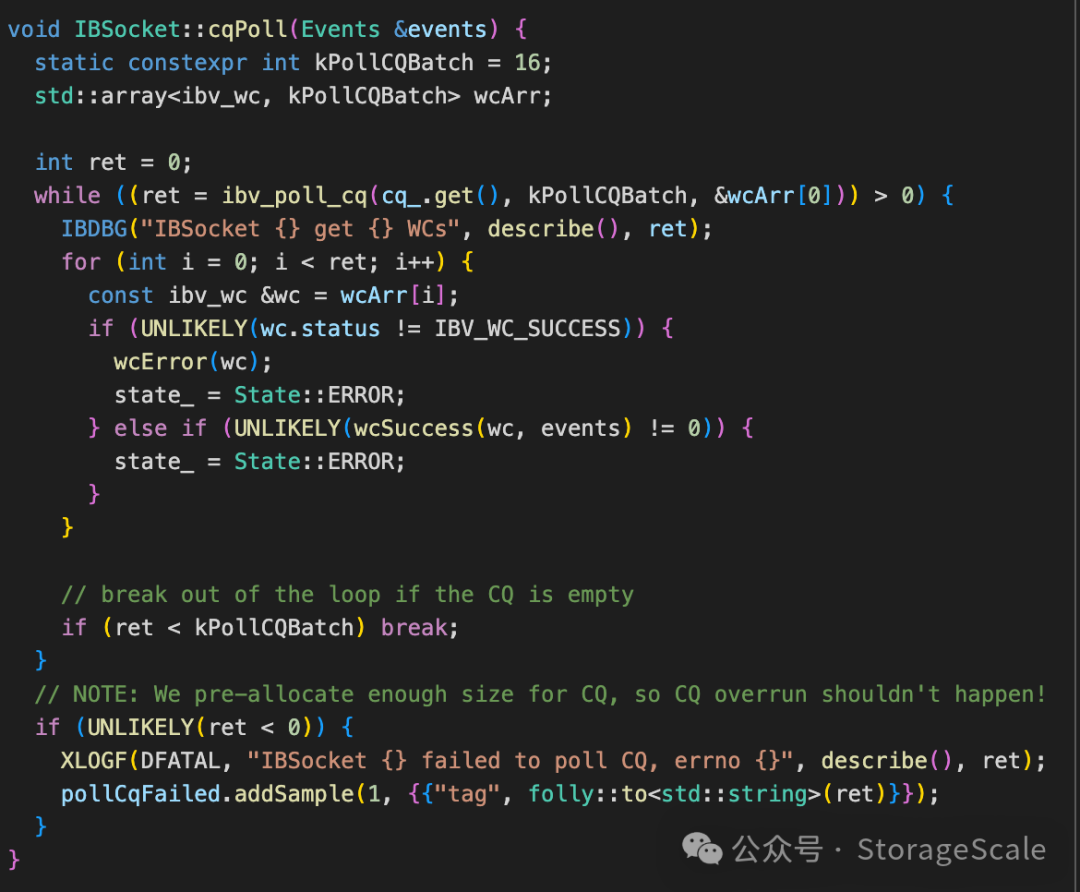 void IBSocket::cqPoll(Events &events) {
  static constexpr int kPollCQBatch = 16;
  std::array<ibv_wc, kPollCQBatch> wcArr;

  int ret = 0;
  while ((ret = ibv_poll_cq(cq_.get(), kPollCQBatch, &wcArr[0])) > 0) {
    IBDBG("IBSocket {} get {} WCs", describe(), ret);
    for (int i = 0; i < ret; i++) {
      const ibv_wc &wc = wcArr[i];
      if (UNLIKELY(wc.status != IBV_WC_SUCCESS)) {
        wcError(wc);
        state_ = State::ERROR;
      } else if (UNLIKELY(wcSuccess(wc, events) != 0)) {
        state_ = State::ERROR;
      }
    }

    // break out of the loop if the CQ is empty
    if (ret < kPollCQBatch) break;
  }
  // NOTE: We pre-allocate enough size for CQ, so CQ overrun shouldn't happen!
  if (UNLIKELY(ret < 0)) {
    XLOGF(DFATAL, "IBSocket {} failed to poll CQ, errno {}", describe(), ret);
    pollCqFailed.addSample(1, {{"tag", folly::to<std::string>(ret)}});
  }
}
公众号 · StorageScale